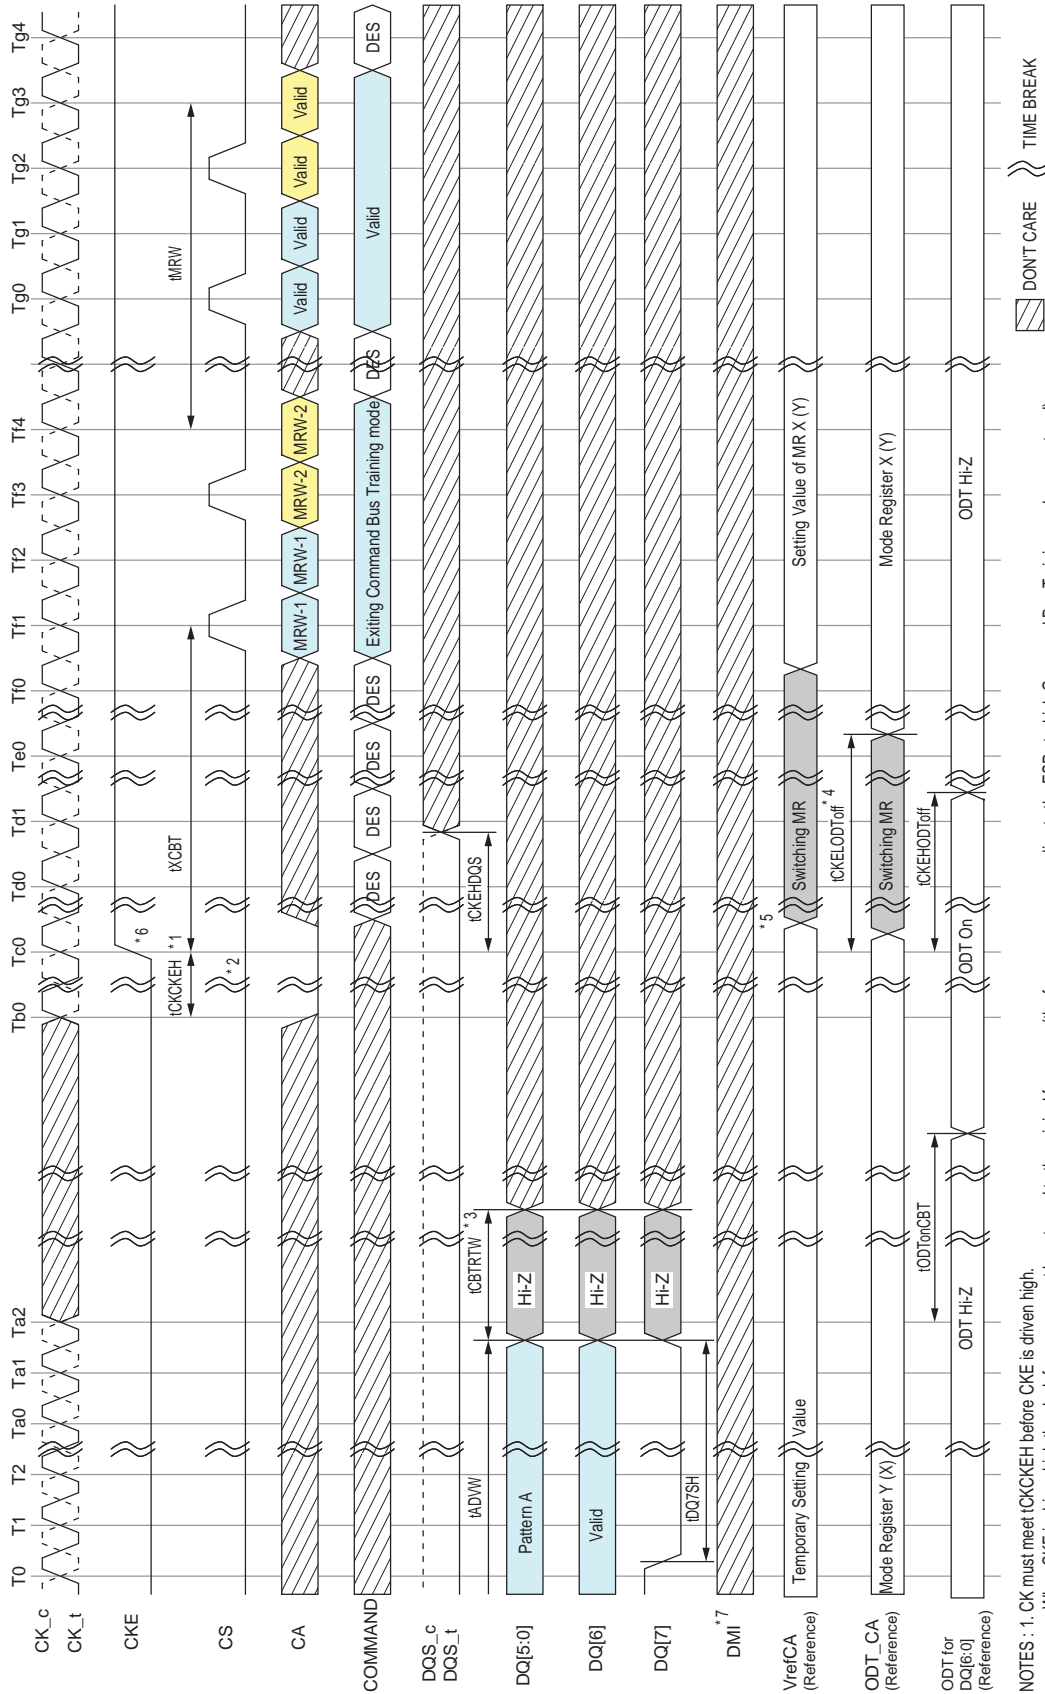 T0 T1 T2 Ta0 Ta1 Ta2 Tb0 Tc0 Td0 Td1 Te0 Tf0 Tf1 Tf2 Tf3 Tf4 Tg0 Tg1 Tg2 Tg3 Tg4
CK_c
CK_t
CKE
* 6
tCKCKEH *1
tXCBT
tMRW
CS
* 2
CA
MRW-1 MRW-1 MRW-2 MRW-2 Valid Valid Valid Valid
COMMAND
DES DES DES DES Exiting Command Bus Training mode DES Valid DES
DQS_c
DQS_t
tCKEHDQS
tADVW
tCBTRTW * 3
DQ[5:0]
Pattern A Hi-Z
DQ[6]
Valid Hi-Z
DQ[7]
Hi-Z
tDQ7SH
DMI * 7
* 5
VrefCA
(Reference)
Temporary Setting Value Switching MR Setting Value of MR X (Y)
tCKELODToff * 4
ODT_CA
(Reference)
Mode Register Y (X) Switching MR Mode Register X (Y)
tODTonCBT
tCKEHODToff
ODT for
DQ[6:0]
(Reference)
ODT Hi-Z ODT On ODT Hi-Z
DON'T CARE TIME BREAK
NOTES : 1. CK must meet tCKCKEH before CKE is driven high.